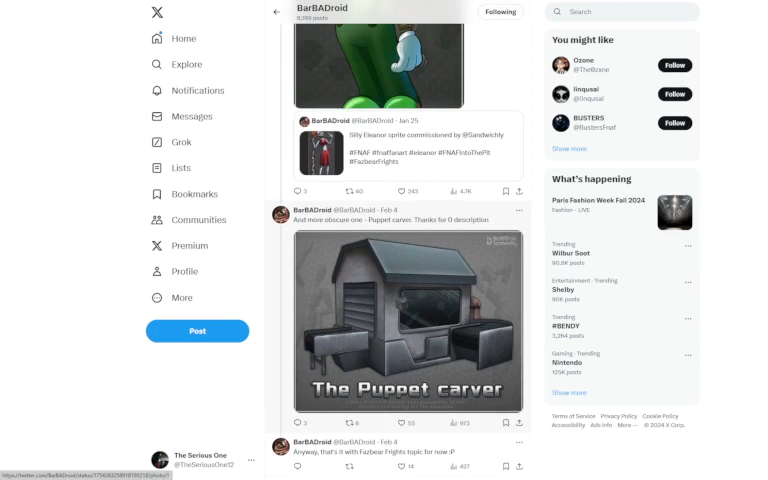 BarBADroid
6,749 posts
Following
Search
Home
Explore
Notifications
Messages
Grok
Lists
Bookmarks
Communities
Premium
Profile
More
Post
The Serious One
@TheSeriousOne12
BarBADroid @BarBADroid · Jan 25
Silly Eleanor sprite commissioned by @Sandwichly
#FNAF #fnaffanart #eleanor #FNAFIntoThePit
#FazbearFrights
3 40 243 4.7K
BarBADroid @BarBADroid · Feb 4
And more obscure one - Puppet carver. Thanks for 0 description
The Puppet carver
3 6 53 973
BarBADroid @BarBADroid · Feb 4
Anyway, that's it with Fazbear Frights topic for now :P
14 427
You might like
Ozone
@The0zxne
Follow
linqusai
@linqusai
Follow
BUSTERS
@BustersFnaf
Follow
Show more
What's happening
Paris Fashion Week Fall 2024
Fashion · LIVE
Trending
Wilbur Soot
80.8K posts
Entertainment · Trending
Shelby
90K posts
Trending
#BENDY
3,264 posts
Gaming · Trending
Nintendo
125K posts
Show more
Terms of Service Privacy Policy Cookie Policy
Accessibility Ads info More ··· © 2024 X Corp.